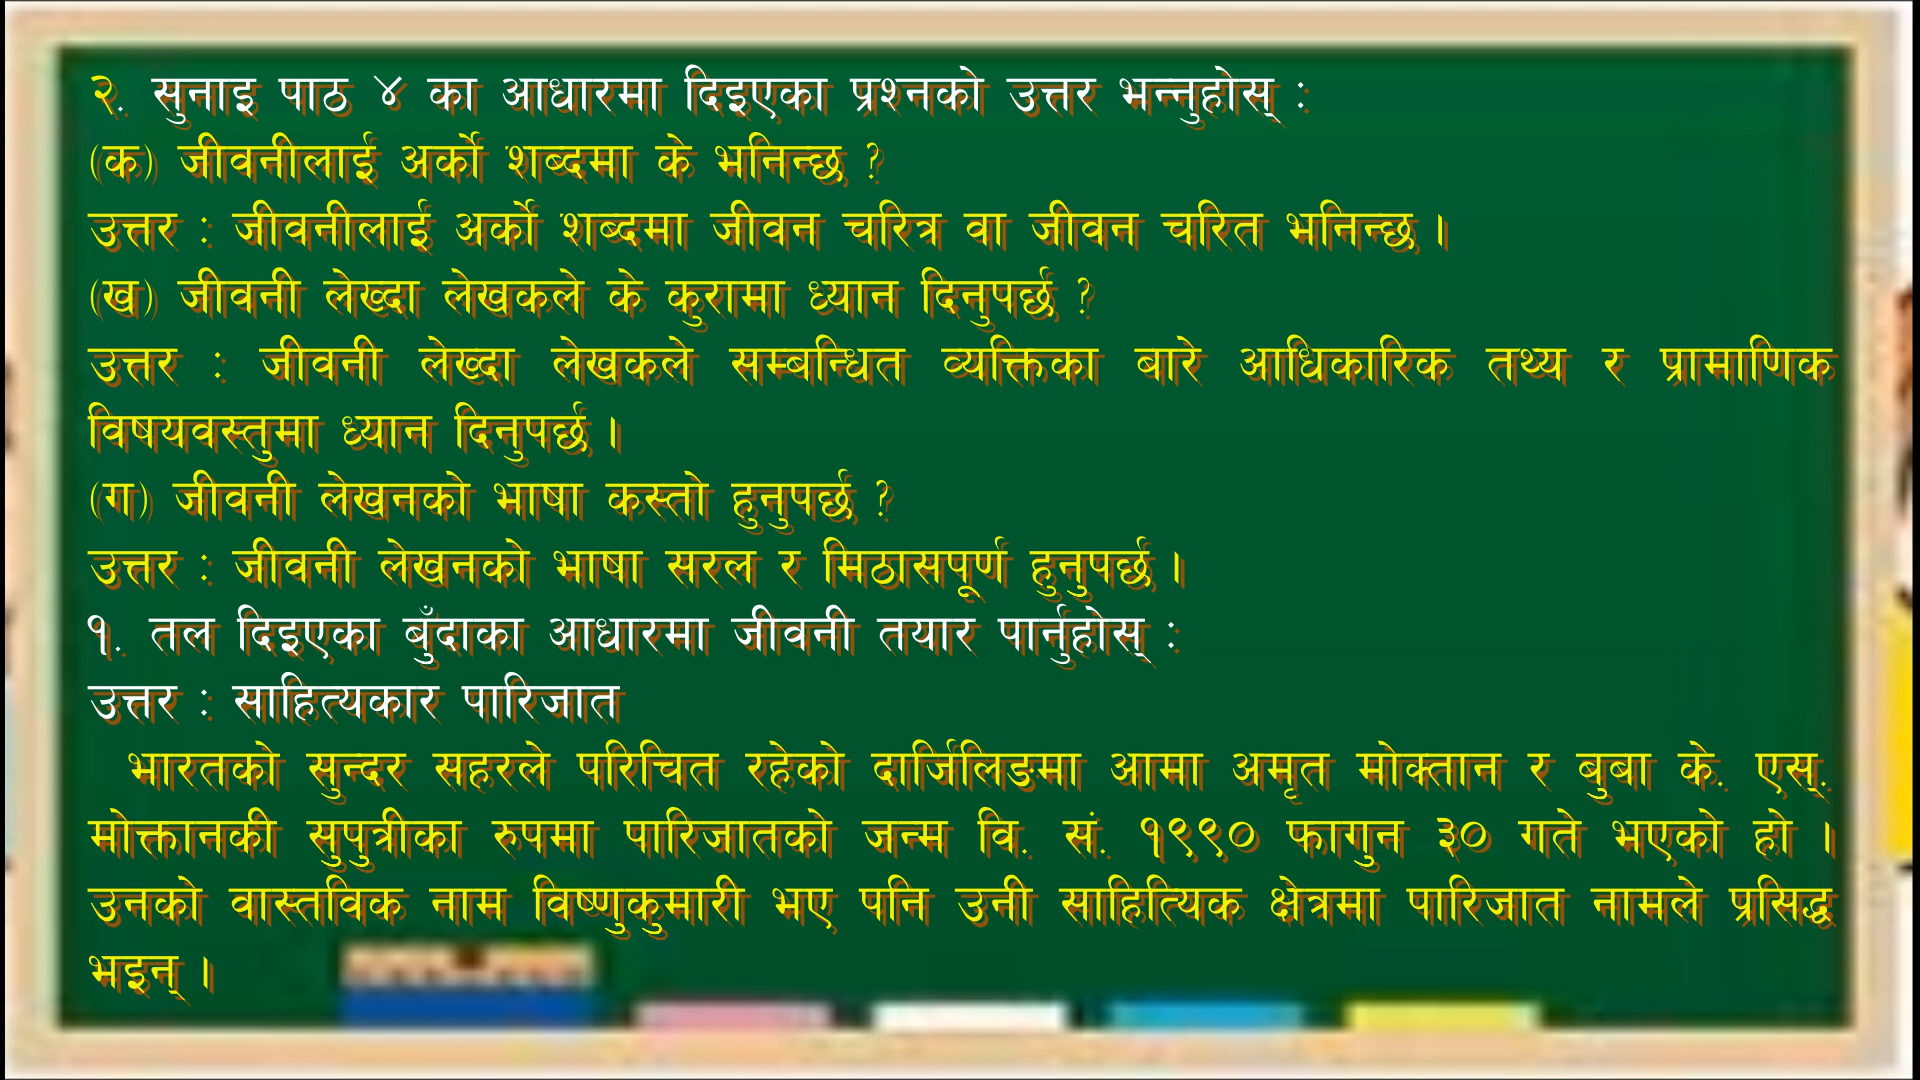 २. सुनाइ पाठ ४ का आधारमा दिइएका प्रश्नको उत्तर भन्नुहोस् :
(क) जीवनीलाई अर्को शब्दमा के भनिन्छ ?
उत्तर : जीवनीलाई अर्को शब्दमा जीवन चरित्र वा जीवन चरित भनिन्छ ।
(ख) जीवनी लेख्दा लेखकले के कुरामा ध्यान दिनुपर्छ ?
उत्तर : जीवनी लेख्दा लेखकले सम्बन्धित व्यक्तिका बारे आधिकारिक तथ्य र प्रामाणिक
विषयवस्तुमा ध्यान दिनुपर्छ ।
(ग) जीवनी लेखनको भाषा कस्तो हुनुपर्छ ?
उत्तर : जीवनी लेखनको भाषा सरल र मिठासपूर्ण हुनुपर्छ ।
१. तल दिइएका बुँदाका आधारमा जीवनी तयार पार्नुहोस् :
उत्तर : साहित्यकार पारिजात
भारतको सुन्दर सहरले परिचित रहेको दार्जिलिङमा आमा अमृत मोक्तान र बुबा के. एस्.
मोक्तानकी सुपुत्रीका रुपमा पारिजातको जन्म वि. सं. १९९० फागुन ३० गते भएको हो ।
उनको वास्तविक नाम विष्णुकुमारी भए पनि उनी साहित्यिक क्षेत्रमा पारिजात नामले प्रसिद्ध
भइन् ।